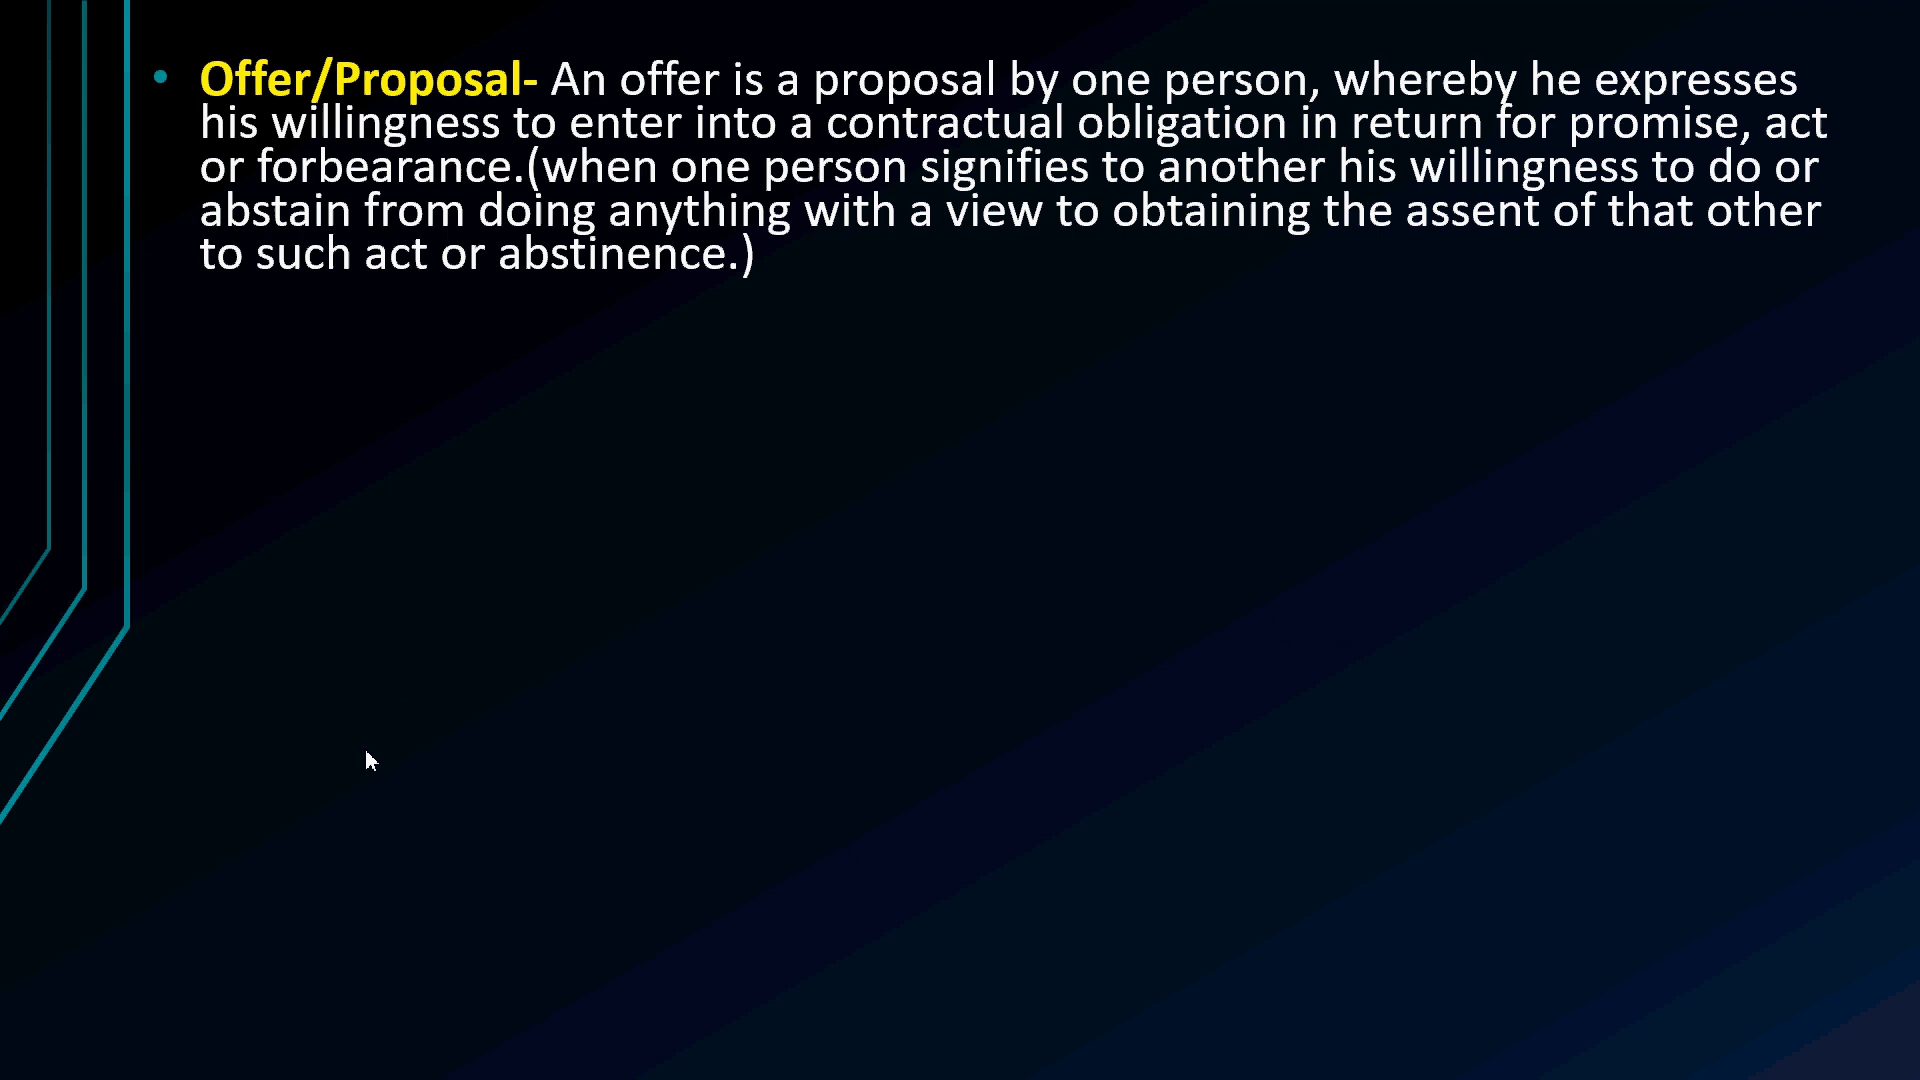 • Offer/Proposal- An offer is a proposal by one person, whereby he expresses
his willingness to enter into a contractual obligation in return for promise, act
or forbearance.(when one person signifies to another his willingness to do or
abstain from doing anything with a view to obtaining the assent of that other
to such act or abstinence.)